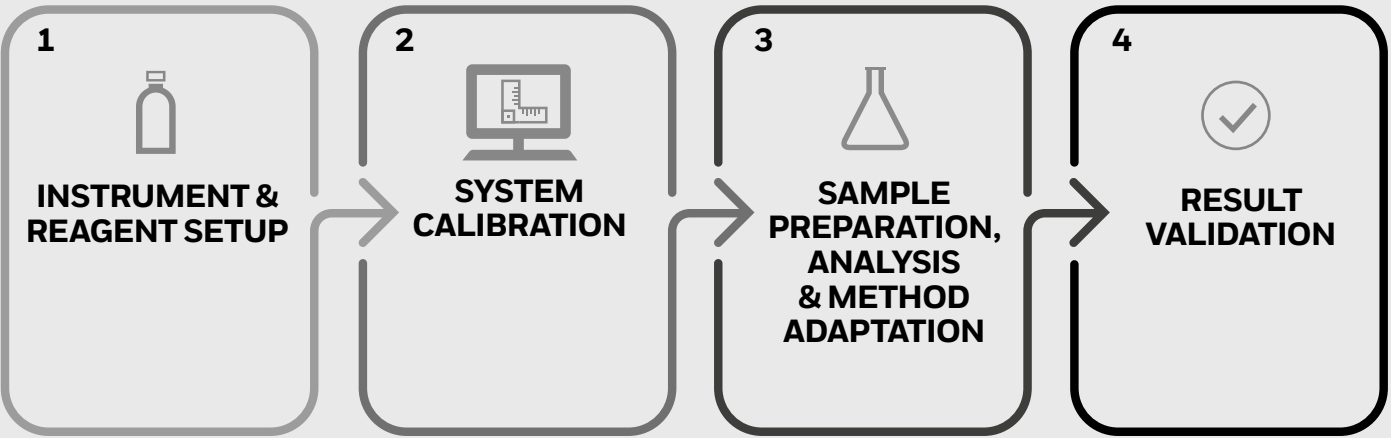 1
INSTRUMENT &
REAGENT SETUP
2
SYSTEM
CALIBRATION
3
SAMPLE
PREPARATION,
ANALYSIS
& METHOD
ADAPTATION
4
RESULT
VALIDATION